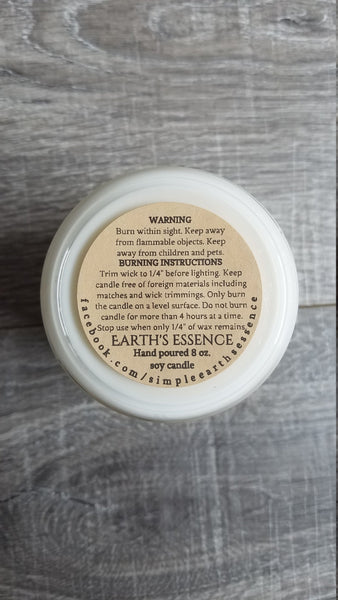 WARNING
Burn within sight. Keep away
from flammable objects. Keep
away from children and pets.
BURNING INSTRUCTIONS
Trim wick to 1/4" before lighting. Keep
candle free of foreign materials including
matches and wick trimmings. Only burn
the candle on a level surface. Do not burn
candle for more than 4 hours at a time.
Stop use when only 1/4" of wax remains
EARTH'S ESSENCE
Hand poured 8 oz.
soy candle
facebook.com/simpleearthsessence